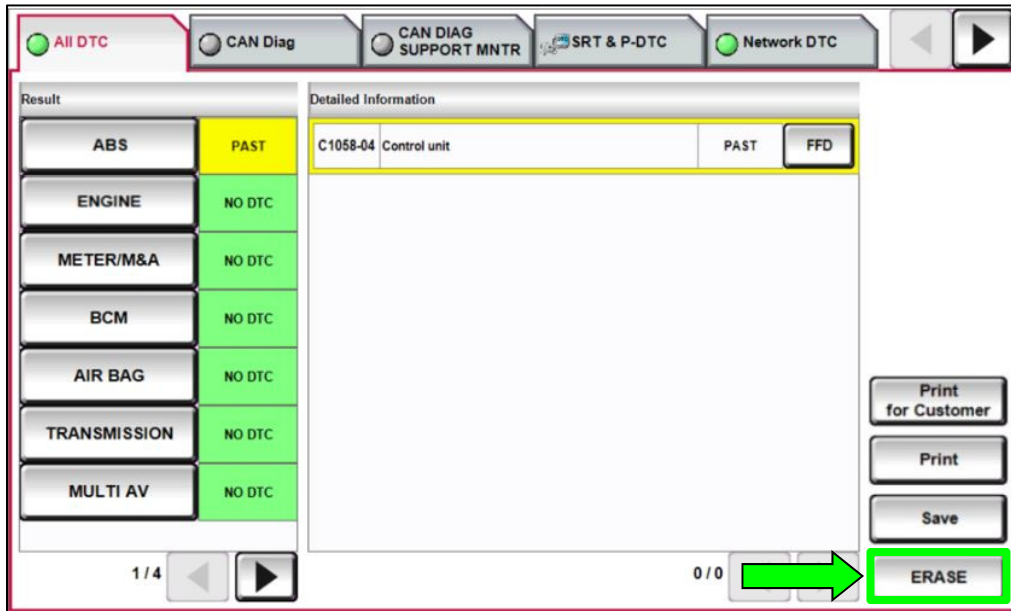 All DTC
CAN Diag
CAN DIAG
SUPPORT MNTR
SRT & P-DTC
Network DTC
Result
Detailed Information
ABS PAST
C1058-04 Control unit PAST FFD
ENGINE NO DTC
METER/M&A NO DTC
BCM NO DTC
AIR BAG NO DTC
TRANSMISSION NO DTC
MULTI AV NO DTC
Print
for Customer
Print
Save
1/4
0/0
ERASE